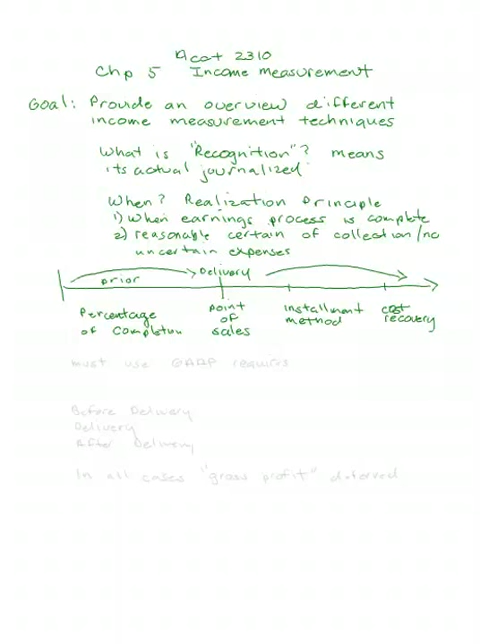 Acct 2310
Chp 5 Income Measurement
Goal: Provide an overview different
income measurement techniques
What is "Recognition"? means
its actual journalized.
When? Realization Principle
1) When earnings process is complete
2) reasonable certain of collection/no
uncertain expenses
prior Delivery
Percentage of completion
point of sales
installment method
cost recovery
must use GAAP requires
Before Delivery
Delivery
After Delivery
In all cases "gross profit" deferred